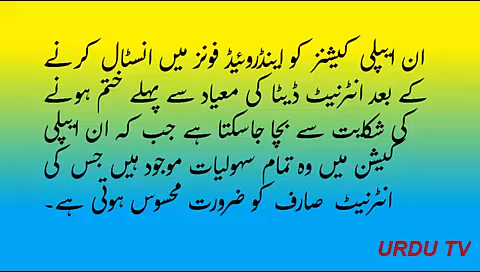 ان ایپلی کیشنز کو اینڈروئیڈ فونز میں انسٹال کرنے
کے بعد انٹرنیٹ ڈیٹا کی معیاد سے پہلے ختم ہونے
کی شکایت سے بچا جاسکتا ہے جب کہ ان ایپلی
کیشن میں وہ تمام سہولیات موجود ہیں جس کی
انٹرنیٹ صارف کو ضرورت محسوس ہوتی ہے۔
URDU TV